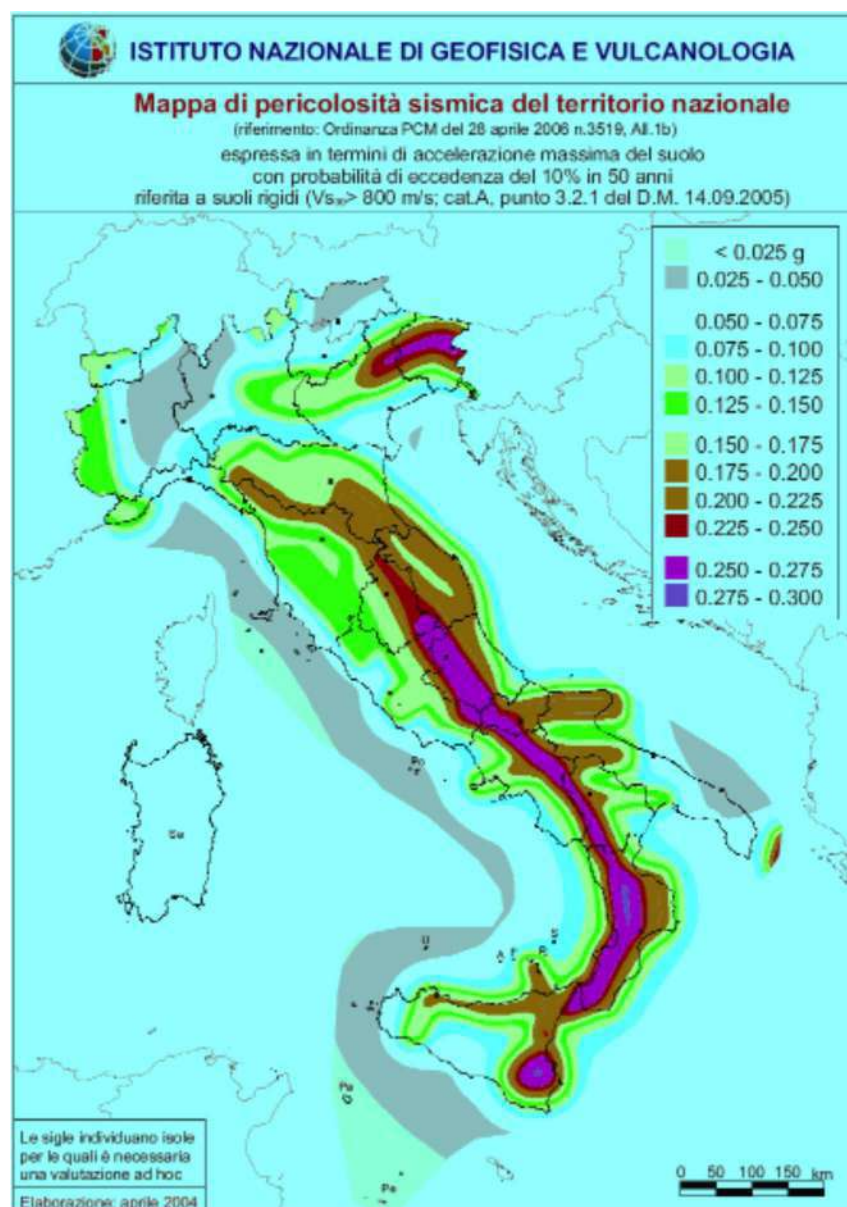 ISTITUTO NAZIONALE DI GEOFISICA E VULCANOLOGIA
Mappa di pericolosità sismica del territorio nazionale
(riferimento: Ordinanza PCM del 28 aprile 2006 n.3519, All.1b)
espressa in termini di accelerazione massima del suolo
con probabilità di eccedenza del 10% in 50 anni
riferita a suoli rigidi (Vs30> 800 m/s; cat.A, punto 3.2.1 del D.M. 14.09.2005)
< 0.025 g
0.025 - 0.050
0.050 - 0.075
0.075 - 0.100
0.100 - 0.125
0.125 - 0.150
0.150 - 0.175
0.175 - 0.200
0.200 - 0.225
0.225 - 0.250
0.250 - 0.275
0.275 - 0.300
Po
Sa
U
A
Pa
Pe
Le sigle individuano isole
per le quali è necessaria
una valutazione ad hoc
Elaborazione: aprile 2004
0 50 100 150 km